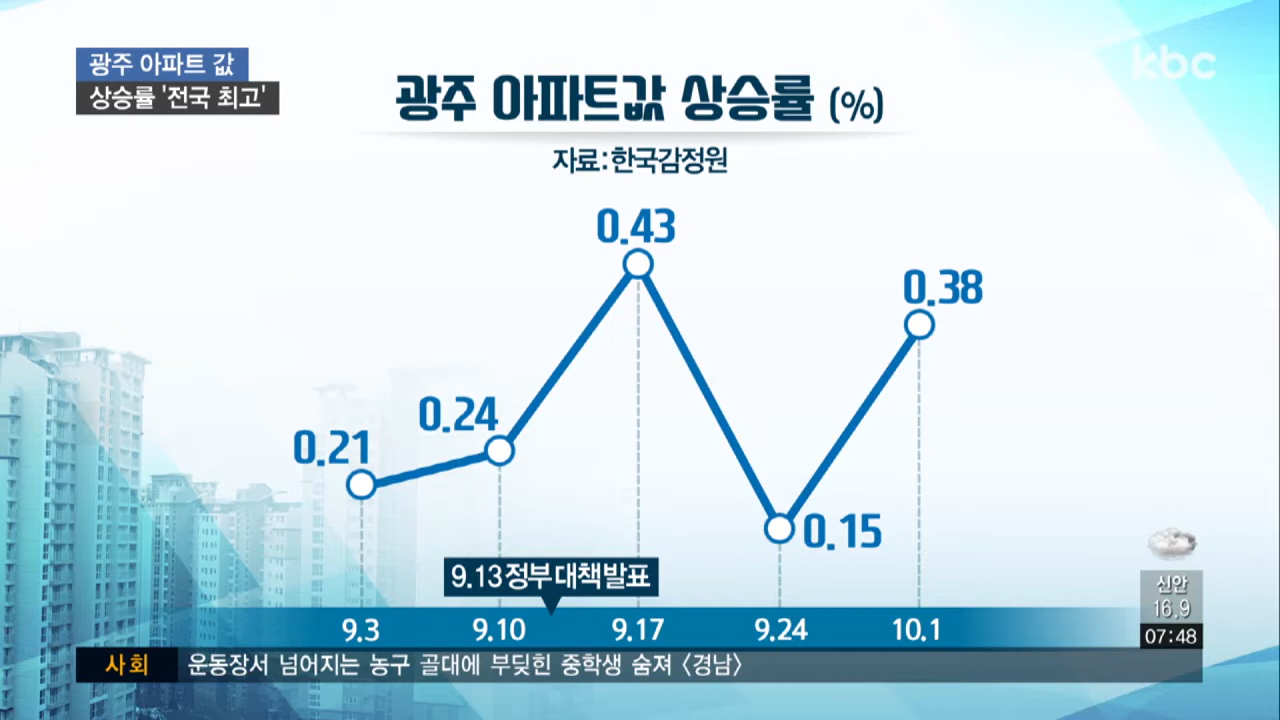 광주 아파트 값
상승률 '전국 최고'
kbc
광주 아파트값 상승률 (%)
자료:한국감정원
0.21
0.24
0.43
0.15
0.38
9.13 정부 대책 발표
9.3
9.10
9.17
9.24
10.1
신안
16.9
07:48
사회
운동장서 넘어지는 농구 골대에 부딪힌 중학생 숨져 <경남>